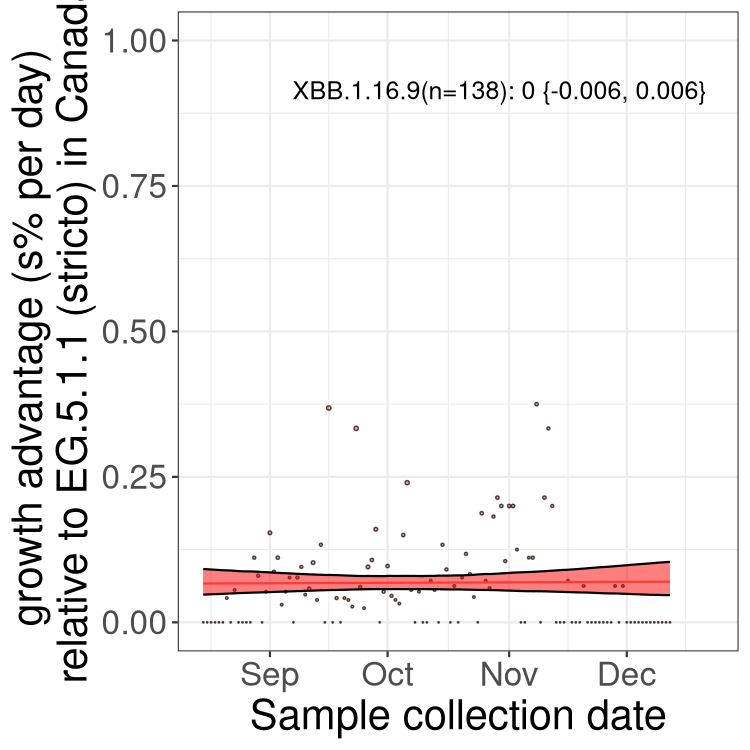 growth advantage (s% per day)
relative to EG.5.1.1 (stricto) in Canada
1.00
0.75
0.50
0.25
0.00
XBB.1.16.9(n=138): 0 {-0.006, 0.006}
Sep Oct Nov Dec
Sample collection date